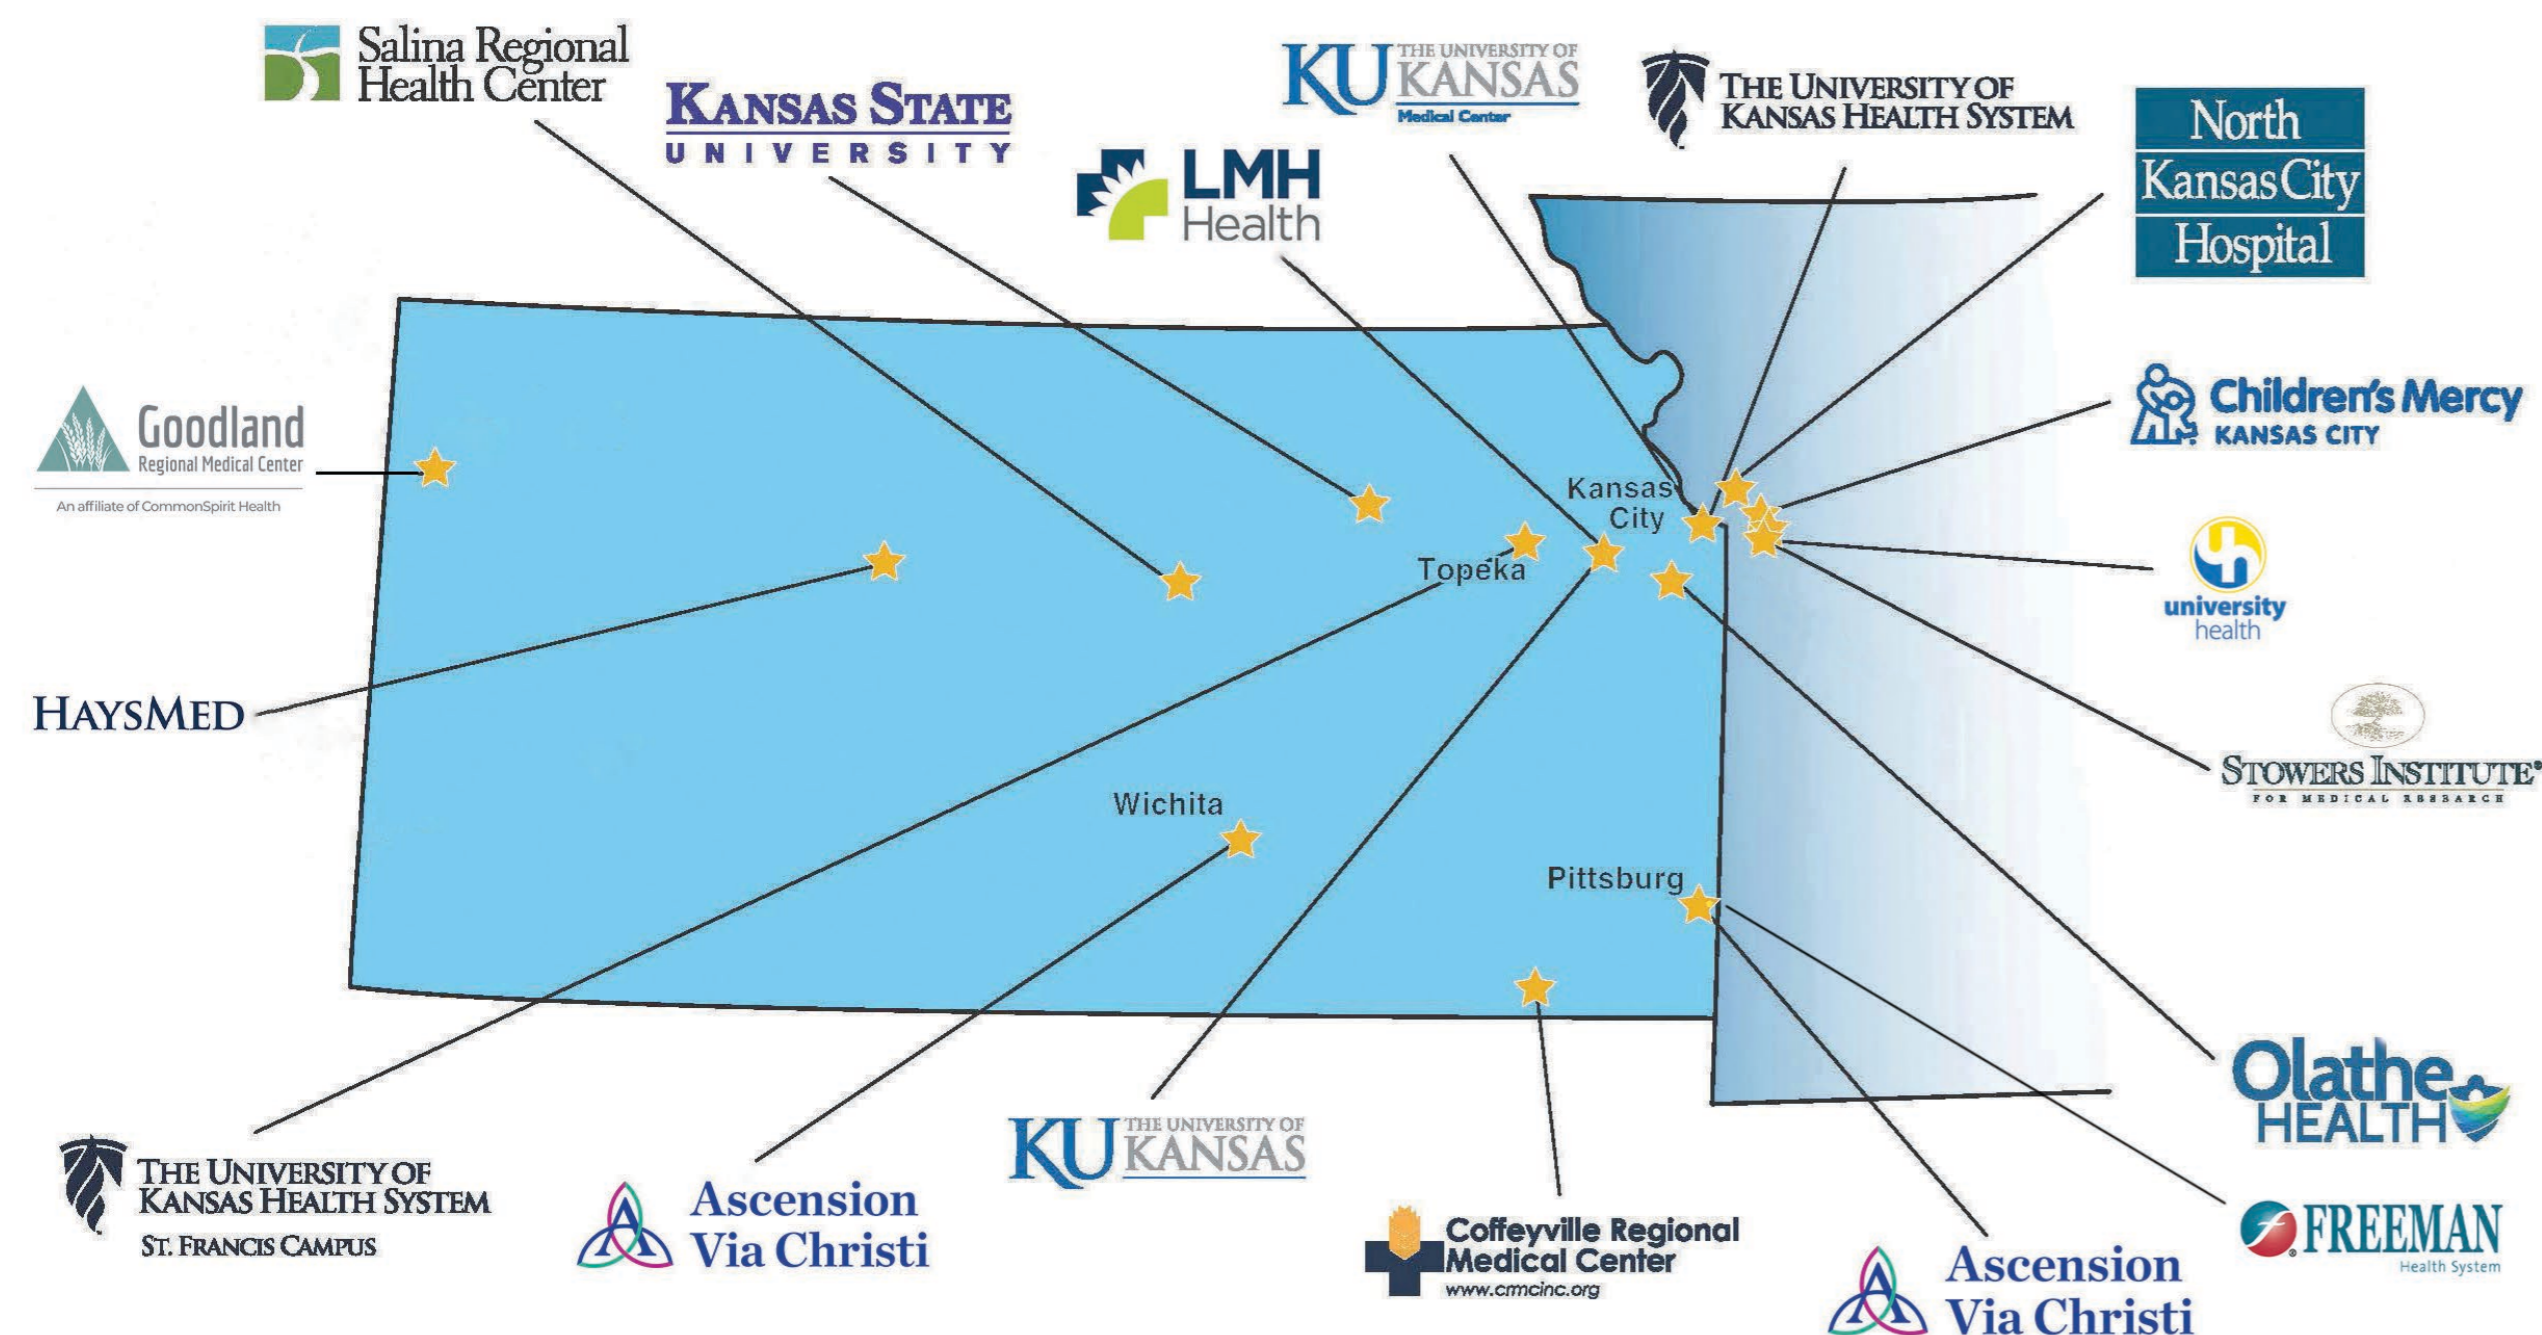 Salina Regional
Health Center
KANSAS STATE
UNIVERSITY
LMH
Health
KU THE UNIVERSITY OF
KANSAS
Medical Center
THE UNIVERSITY OF
KANSAS HEALTH SYSTEM
North
Kansas City
Hospital
Goodland
Regional Medical Center
An affiliate of CommonSpirit Health
Children's Mercy
KANSAS CITY
Kansas
City
Topeka
university
health
HAYSMED
STOWERS INSTITUTE®
FOR MEDICAL RESEARCH
Wichita
Pittsburg
Olathe
HEALTH
THE UNIVERSITY OF
KANSAS HEALTH SYSTEM
ST. FRANCIS CAMPUS
Ascension
Via Christi
KU THE UNIVERSITY OF
KANSAS
Coffeyville Regional
Medical Center
www.crmcinc.org
Ascension
Via Christi
FREEMAN
Health System